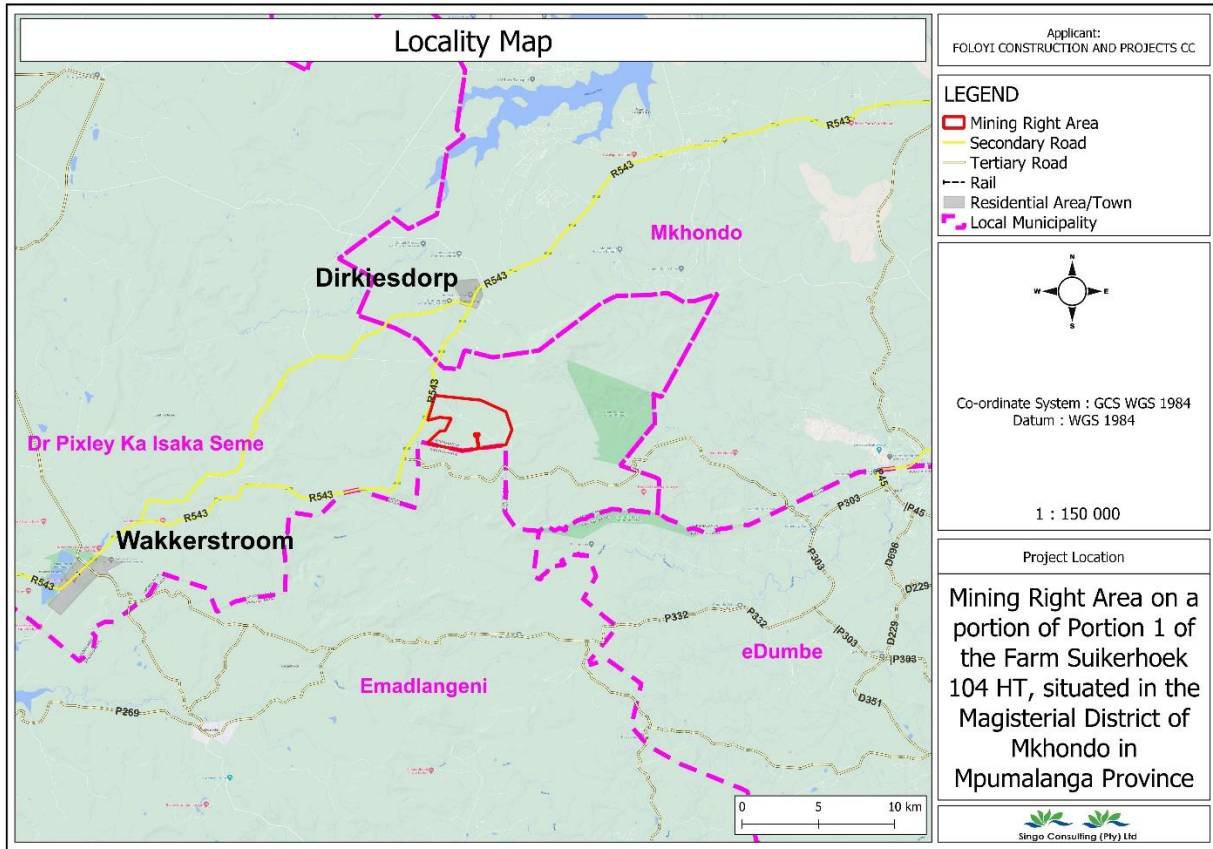 Locality Map
R543
R543
Mkhondo
Dirkiesdorp
R543
R543
Dr Pixley Ka Isaka Seme
R543
R543
Wakkerstroom
R543
P45
P303
P45
P303
D698
D229
P332
P332
P303
D229
P303
eDumbe
Emadlangeni
D351
P269
0 5 10 km
Applicant:
FOLOYI CONSTRUCTION AND PROJECTS CC
LEGEND
Mining Right Area
Secondary Road
Tertiary Road
Rail
Residential Area/Town
Local Municipality
N
W E
S
Co-ordinate System : GCS WGS 1984
Datum : WGS 1984
1 : 150 000
Project Location
Mining Right Area on a
portion of Portion 1 of
the Farm Suikerhoek
104 HT, situated in the
Magisterial District of
Mkhondo in
Mpumalanga Province
Singo Consulting (Pty) Ltd